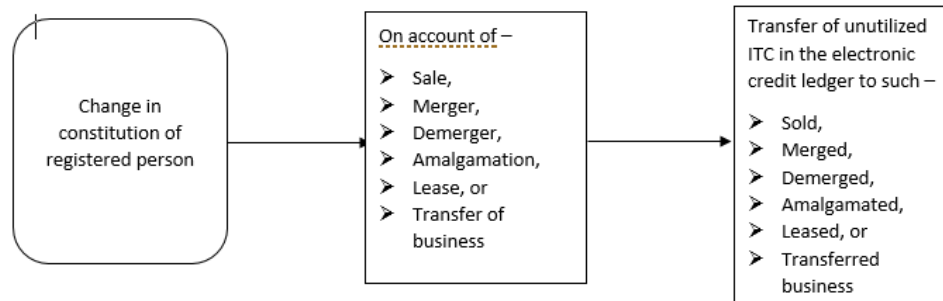 Change in
constitution of
registered person
On account of –
➤ Sale,
➤ Merger,
➤ Demerger,
➤ Amalgamation,
➤ Lease, or
➤ Transfer of
business
Transfer of unutilized
ITC in the electronic
credit ledger to such –
➤ Sold,
➤ Merged,
➤ Demerged,
➤ Amalgamated,
➤ Leased, or
➤ Transferred
business